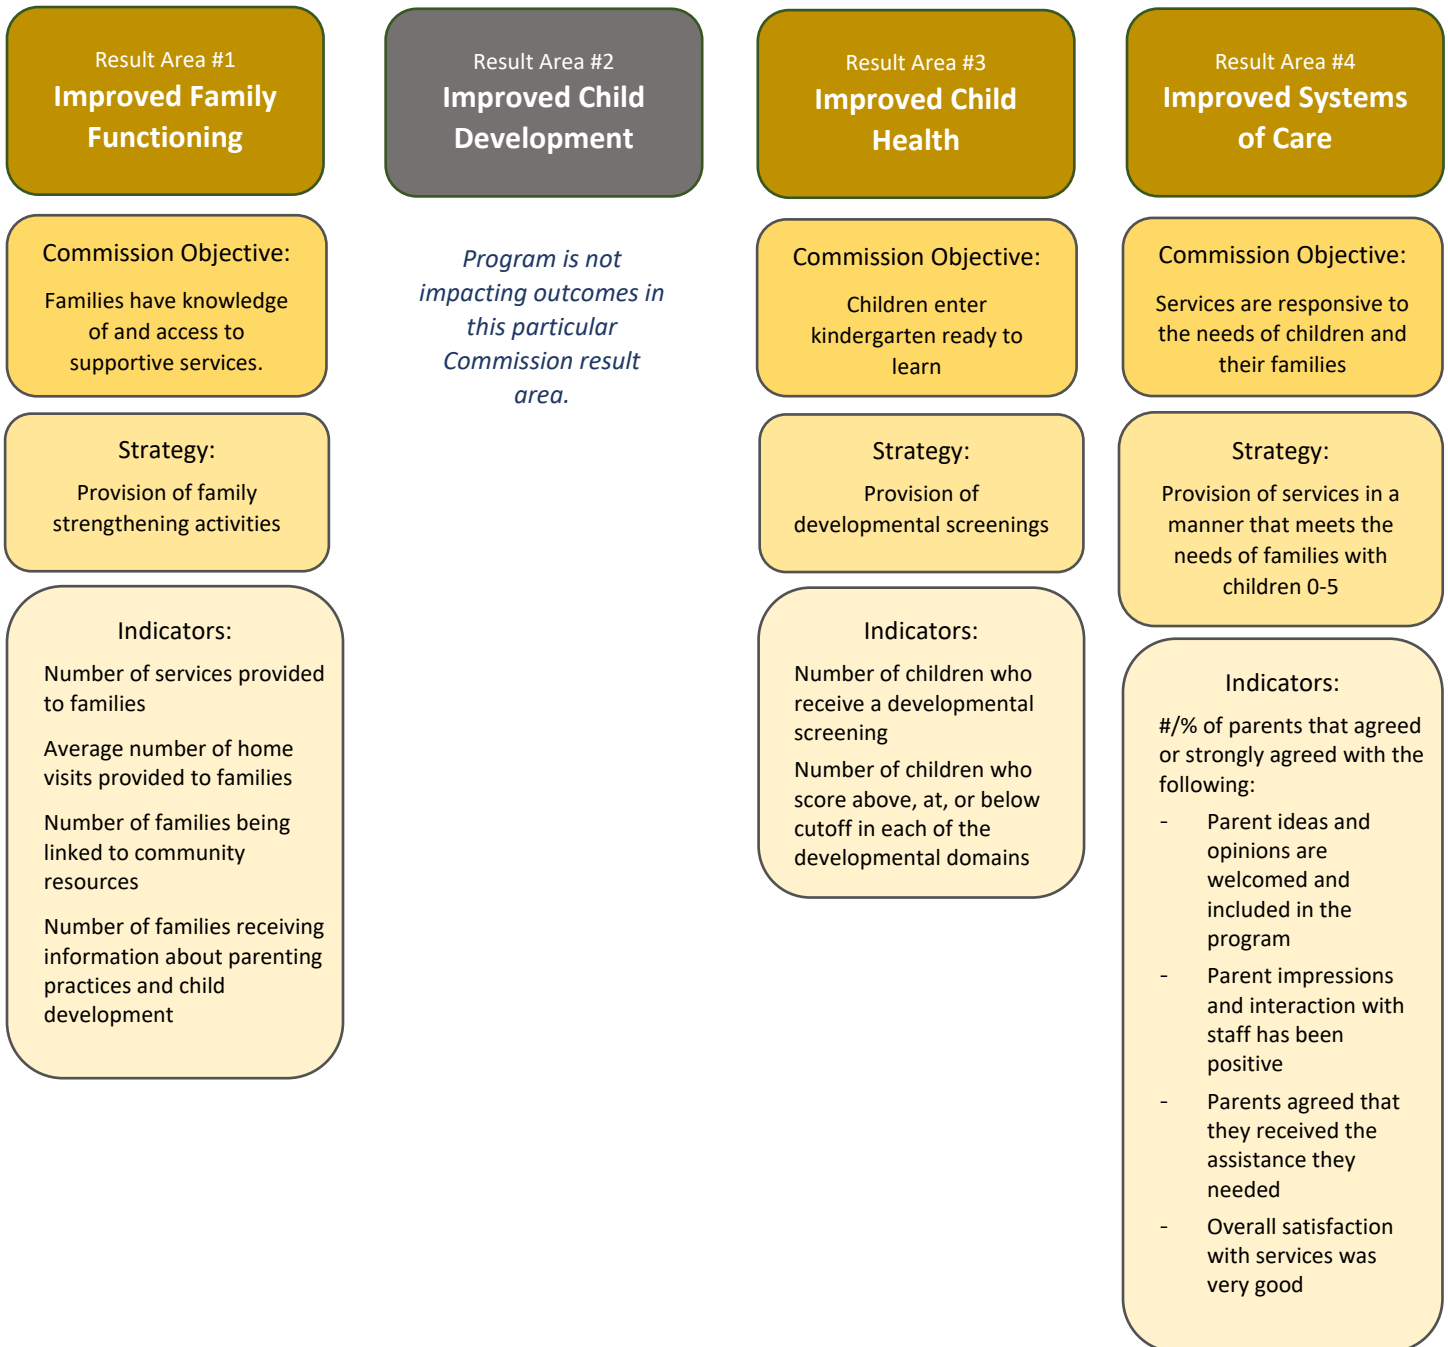 Result Area #1
Improved Family
Functioning
Commission Objective:
Families have knowledge
of and access to
supportive services.
Strategy:
Provision of family
strengthening activities
Indicators:
Number of services provided
to families
Average number of home
visits provided to families
Number of families being
linked to community
resources
Number of families receiving
information about parenting
practices and child
development
Result Area #2
Improved Child
Development
Program is not
impacting outcomes in
this particular
Commission result
area.
Result Area #3
Improved Child
Health
Commission Objective:
Children enter
kindergarten ready to
learn
Strategy:
Provision of
developmental screenings
Indicators:
Number of children who
receive a developmental
screening
Number of children who
score above, at, or below
cutoff in each of the
developmental domains
Result Area #4
Improved Systems
of Care
Commission Objective:
Services are responsive to
the needs of children and
their families
Strategy:
Provision of services in a
manner that meets the
needs of families with
children 0-5
Indicators:
#/% of parents that agreed
or strongly agreed with the
following:
- Parent ideas and
opinions are
welcomed and
included in the
program
- Parent impressions
and interaction with
staff has been
positive
- Parents agreed that
they received the
assistance they
needed
- Overall satisfaction
with services was
very good